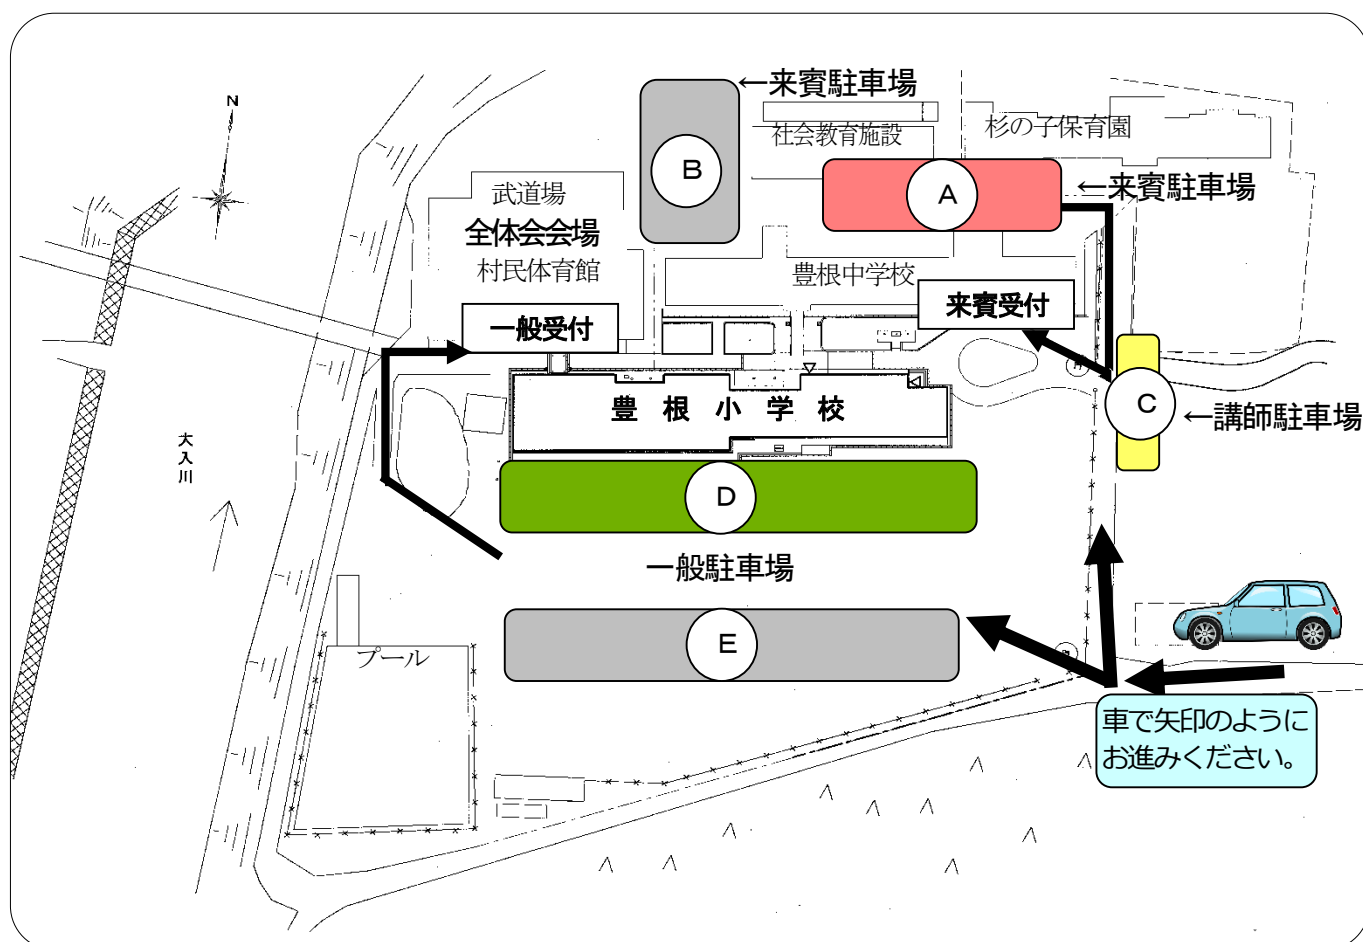 ←来賓駐車場
N
社会教育施設
杉の子保育園
B
A
←来賓駐車場
武道場
全体会会場
村民体育館
豊根中学校
来賓受付
一般受付
豊根小学校
C
←講師駐車場
大入川
D
一般駐車場
E
プール
車で矢印のように
お進みください。